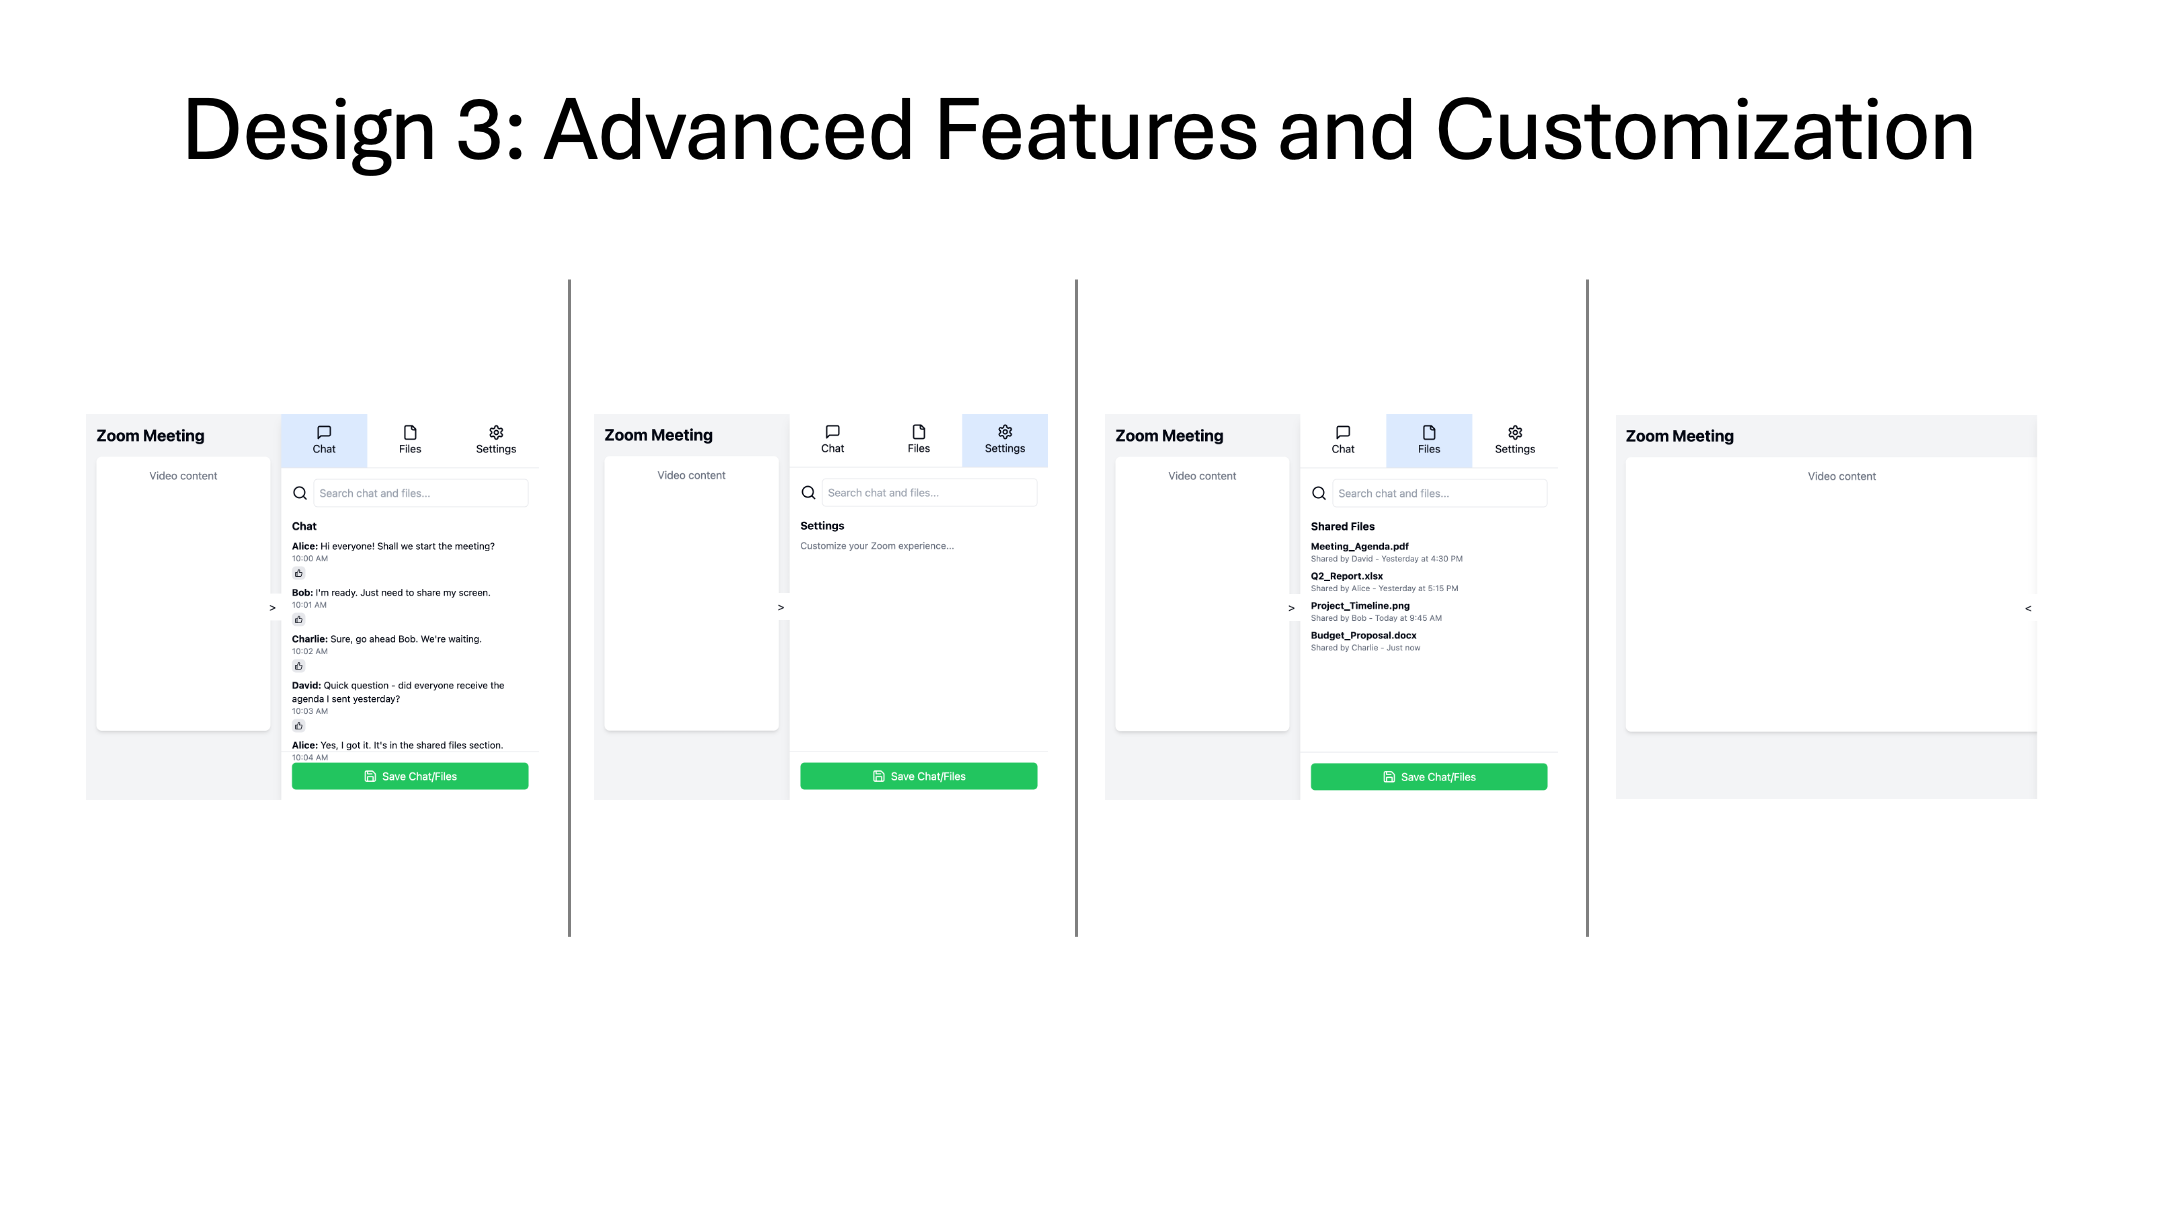 Design 3: Advanced Features and Customization
Zoom Meeting
Video content
>
Chat
Files
Settings
Search chat and files...
Chat
Alice: Hi everyone! Shall we start the meeting?
10:00 AM
Bob: I'm ready. Just need to share my screen.
10:01 AM
Charlie: Sure, go ahead Bob. We're waiting.
10:02 AM
David: Quick question - did everyone receive the
agenda I sent yesterday?
10:03 AM
Alice: Yes, I got it. It's in the shared files section.
10:04 AM
Save Chat/Files
Zoom Meeting
Video content
>
Chat
Files
Settings
Search chat and files...
Settings
Customize your Zoom experience...
Save Chat/Files
Zoom Meeting
Video content
>
Chat
Files
Settings
Search chat and files...
Shared Files
Meeting_Agenda.pdf
Shared by David - Yesterday at 4:30 PM
Q2_Report.xlsx
Shared by Alice - Yesterday at 5:15 PM
Project_Timeline.png
Shared by Bob - Today at 9:45 AM
Budget_Proposal.docx
Shared by Charlie - Just now
Save Chat/Files
Zoom Meeting
Video content
<